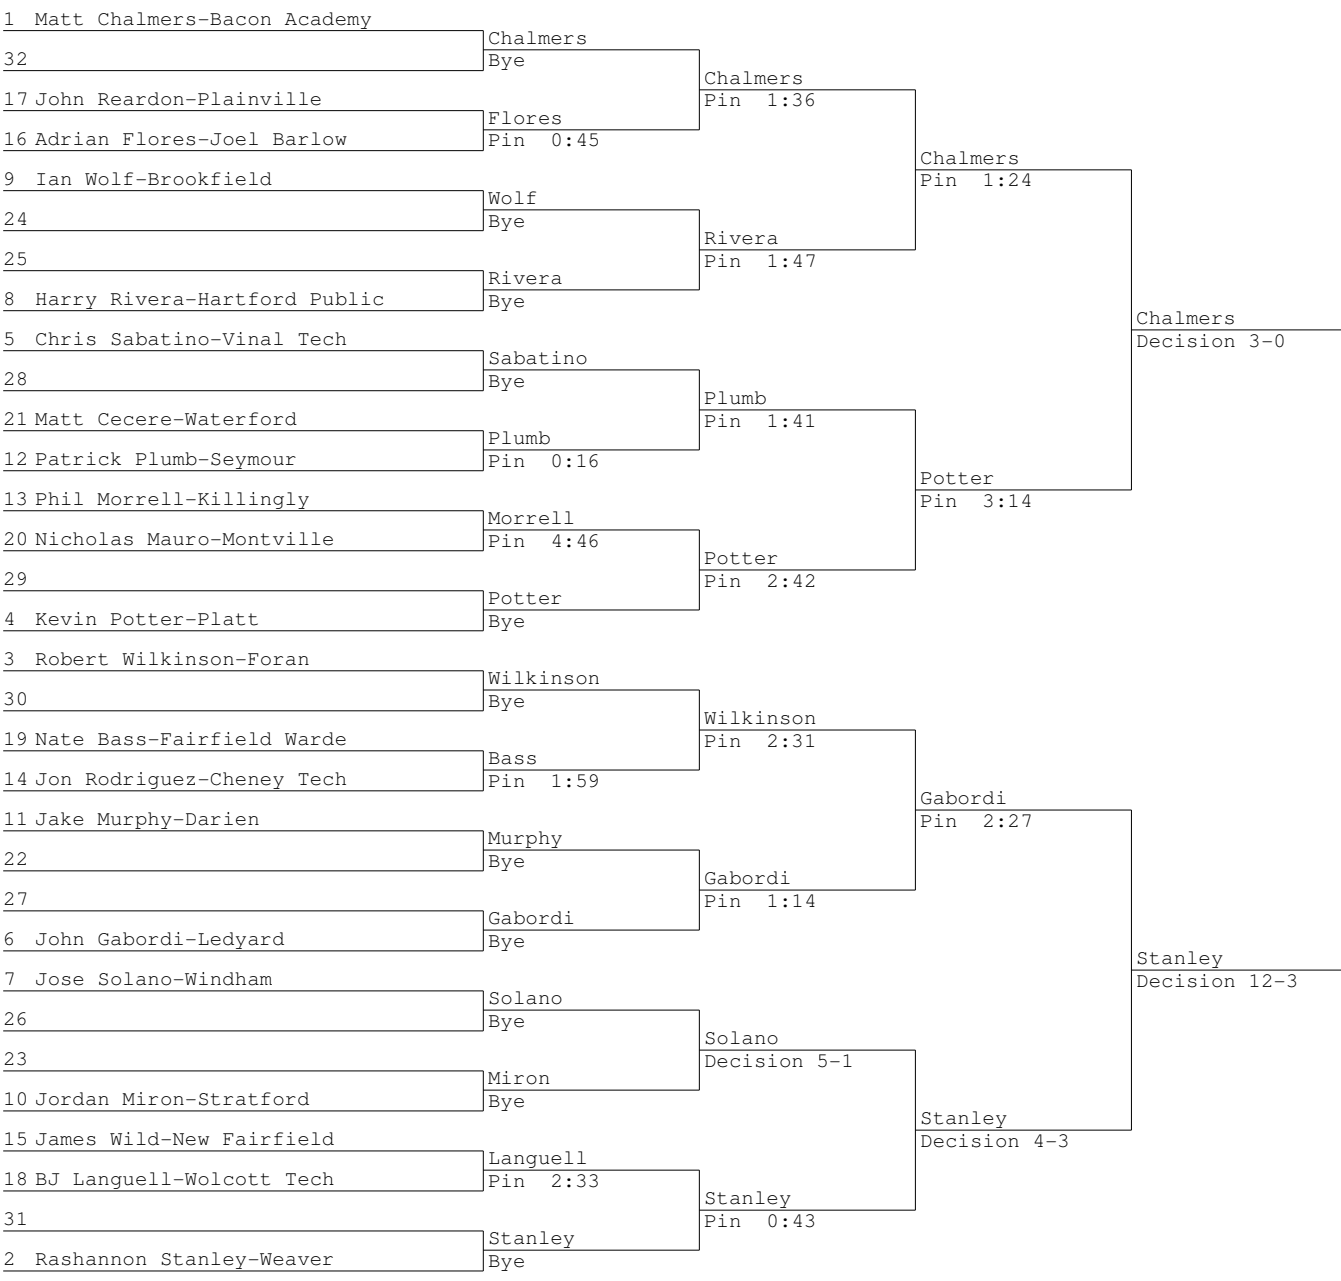 1 Matt Chalmers-Bacon Academy
32
17 John Reardon-Plainville
16 Adrian Flores-Joel Barlow
9 Ian Wolf-Brookfield
24
25
8 Harry Rivera-Hartford Public
5 Chris Sabatino-Vinal Tech
28
21 Matt Cecere-Waterford
12 Patrick Plumb-Seymour
13 Phil Morrell-Killingly
20 Nicholas Mauro-Montville
29
4 Kevin Potter-Platt
3 Robert Wilkinson-Foran
30
19 Nate Bass-Fairfield Warde
14 Jon Rodriguez-Cheney Tech
11 Jake Murphy-Darien
22
27
6 John Gabordi-Ledyard
7 Jose Solano-Windham
26
23
10 Jordan Miron-Stratford
15 James Wild-New Fairfield
18 BJ Languell-Wolcott Tech
31
2 Rashannon Stanley-Weaver
Chalmers
Bye
Flores
Pin 0:45
Wolf
Bye
Rivera
Bye
Sabatino
Bye
Plumb
Pin 0:16
Morrell
Pin 4:46
Potter
Bye
Wilkinson
Bye
Bass
Pin 1:59
Murphy
Bye
Gabordi
Bye
Solano
Bye
Miron
Bye
Languell
Pin 2:33
Stanley
Bye
Chalmers
Pin 1:36
Rivera
Pin 1:47
Plumb
Pin 1:41
Potter
Pin 2:42
Wilkinson
Pin 2:31
Gabordi
Pin 1:14
Solano
Decision 5-1
Stanley
Pin 0:43
Chalmers
Pin 1:24
Potter
Pin 3:14
Gabordi
Pin 2:27
Stanley
Decision 4-3
Chalmers
Decision 3-0
Stanley
Decision 12-3